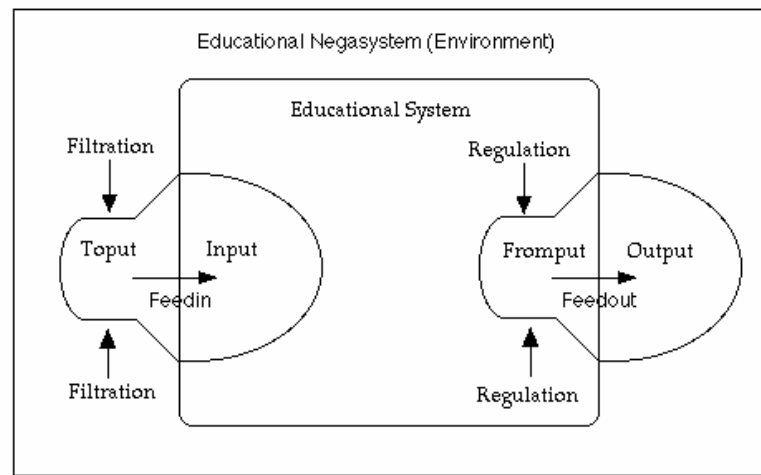 Educational Negasystem (Environment)
Educational System
Filtration
Regulation
Toput
Input
Fromput
Output
Feedin
Feedout
Filtration
Regulation